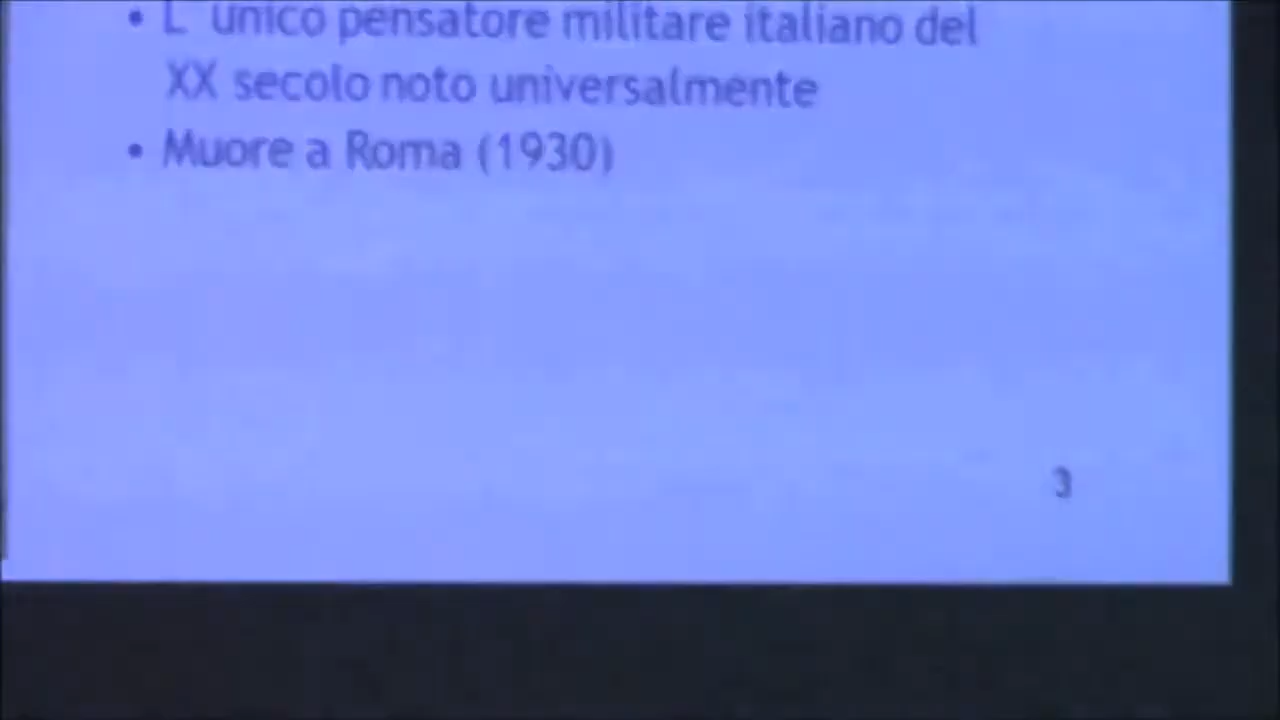 • L' unico pensatore militare italiano del
XX secolo noto universalmente
• Muore a Roma (1930)
3